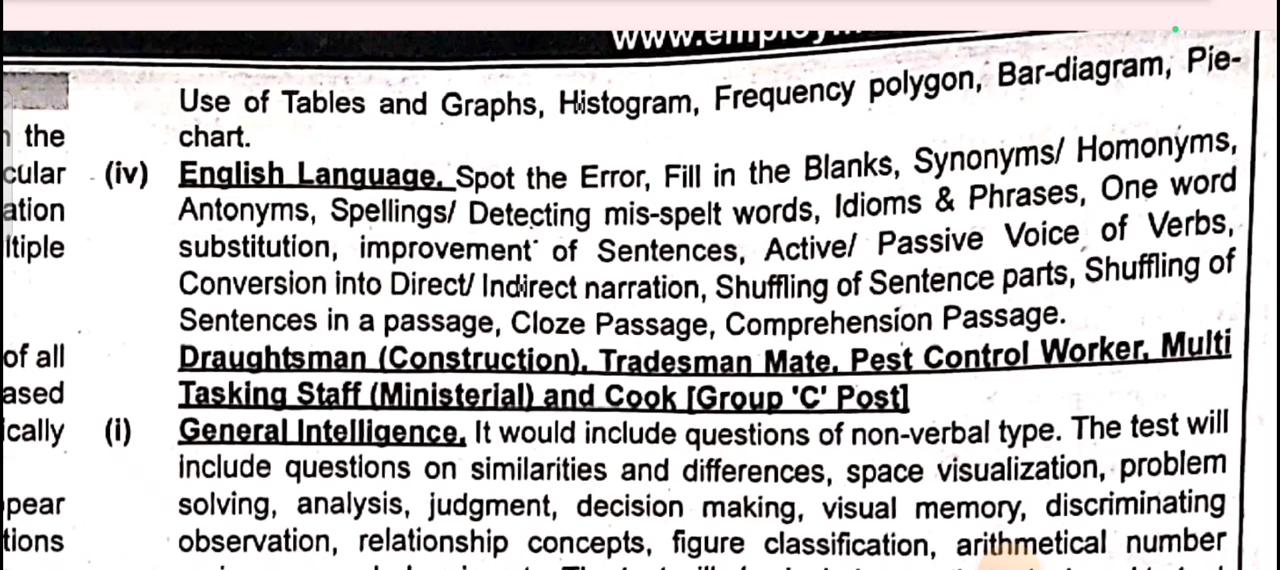 Use of Tables and Graphs, Histogram, Frequency polygon, Bar-diagram, Pie-
the
chart.
cular (iv) English Language. Spot the Error, Fill in the Blanks, Synonyms/ Homonyms,
ation Antonyms, Spellings/ Detecting mis-spelt words, Idioms & Phrases, One word
ltiple substitution, improvement of Sentences, Active/ Passive Voice of Verbs,
Conversion into Direct/ Indirect narration, Shuffling of Sentence parts, Shuffling of
Sentences in a passage, Cloze Passage, Comprehension Passage.
of all Draughtsman (Construction), Tradesman Mate, Pest Control Worker, Multi
ased Tasking Staff (Ministerial) and Cook [Group 'C' Post]
cally (i) General Intelligence. It would include questions of non-verbal type. The test will
include questions on similarities and differences, space visualization, problem
pear solving, analysis, judgment, decision making, visual memory, discriminating
tions observation, relationship concepts, figure classification, arithmetical number